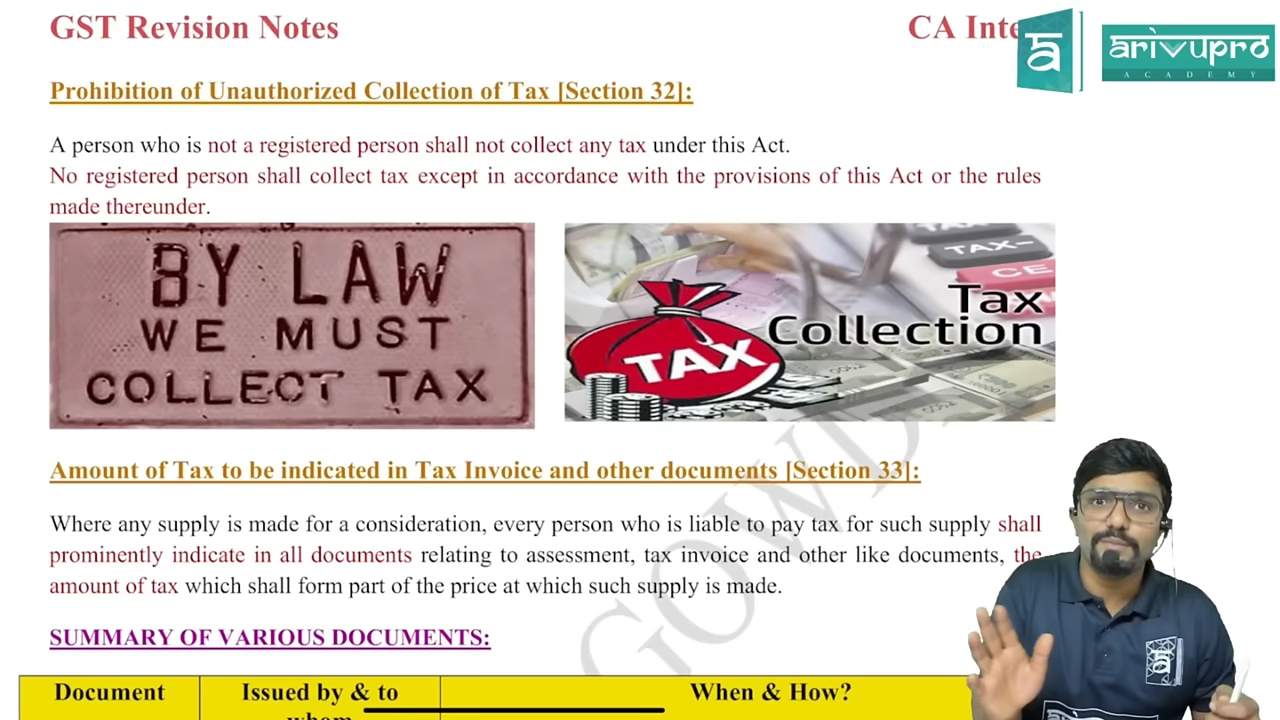 GST Revision Notes
CA Inte
arivupro
ACADEMY
Prohibition of Unauthorized Collection of Tax [Section 32]:
A person who is not a registered person shall not collect any tax under this Act.
No registered person shall collect tax except in accordance with the provisions of this Act or the rules
made thereunder.
BY LAW
WE MUST
COLLECT TAX
TAX-
CE
Tax
Collection
TAX
Amount of Tax to be indicated in Tax Invoice and other documents [Section 33]:
Where any supply is made for a consideration, every person who is liable to pay tax for such supply shall
prominently indicate in all documents relating to assessment, tax invoice and other like documents, the
amount of tax which shall form part of the price at which such supply is made.
SUMMARY OF VARIOUS DOCUMENTS:
Document
Issued by & to
whom
When & How?